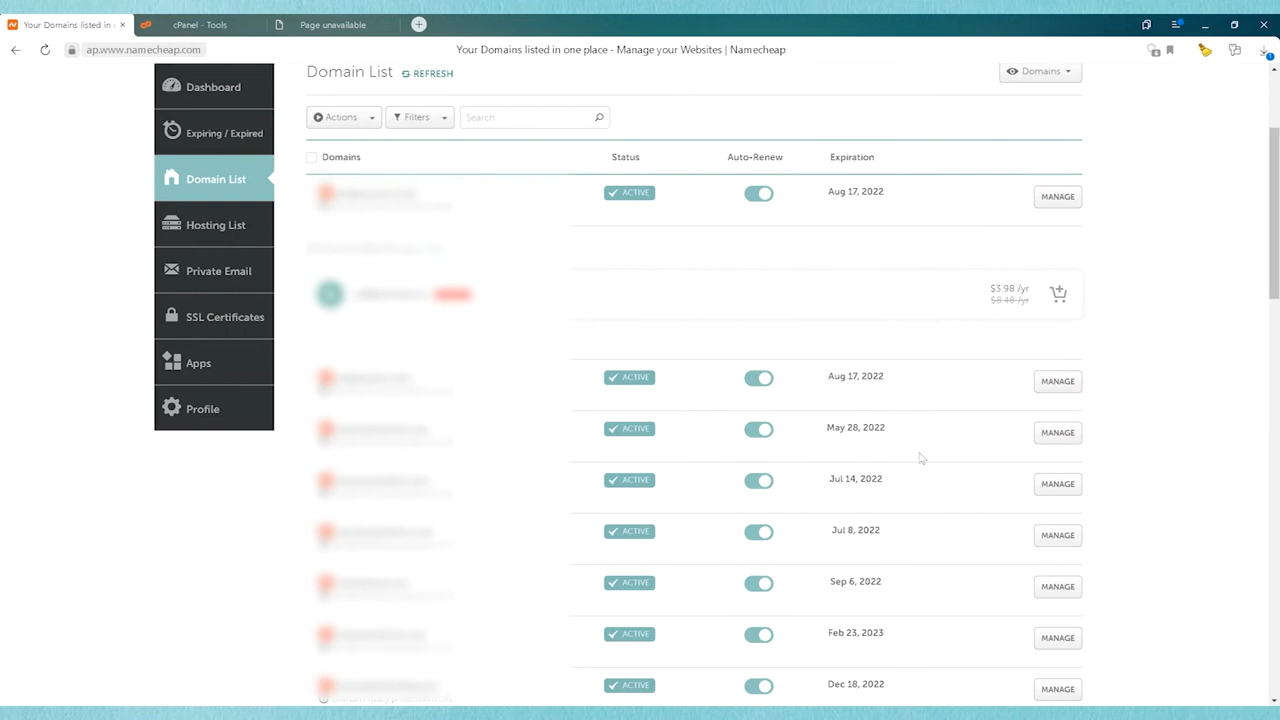 Your Domains listed in
cPanel - Tools
Page unavailable
ap.www.namecheap.com
Your Domains listed in one place - Manage your Websites | Namecheap
Dashboard
Expiring / Expired
Domain List
Hosting List
Private Email
SSL Certificates
Apps
Profile
Domain List REFRESH
Domains
Actions
Filters
Search
Domains Status Auto-Renew Expiration
ACTIVE Aug 17, 2022 MANAGE
$3.98 /yr
$8.48 /yr
ACTIVE Aug 17, 2022 MANAGE
ACTIVE May 28, 2022 MANAGE
ACTIVE Jul 14, 2022 MANAGE
ACTIVE Jul 8, 2022 MANAGE
ACTIVE Sep 6, 2022 MANAGE
ACTIVE Feb 23, 2023 MANAGE
ACTIVE Dec 18, 2022 MANAGE